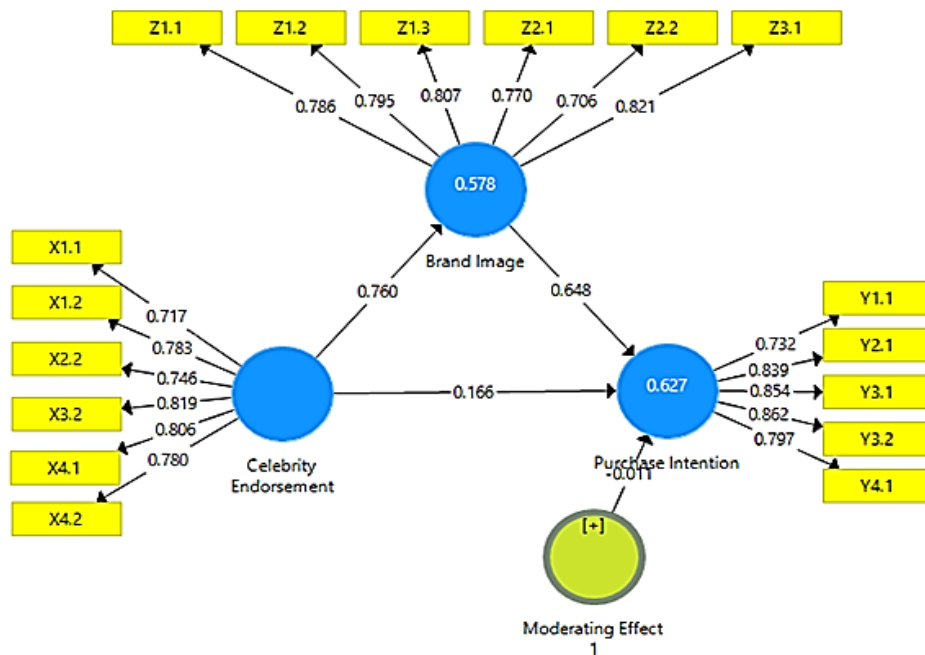 Z1.1
Z1.2
Z1.3
Z2.1
Z2.2
Z3.1
0.786
0.795
0.807
0.770
0.706
0.821
0.578
Brand Image
X1.1
X1.2
X2.2
X3.2
X4.1
X4.2
0.717
0.783
0.746
0.819
0.806
0.780
Celebrity
Endorsement
0.760
0.648
0.166
0.627
Purchase Intention
Y1.1
Y2.1
Y3.1
Y3.2
Y4.1
0.732
0.839
0.854
0.862
0.797
-0.011
[+]
Moderating Effect
1